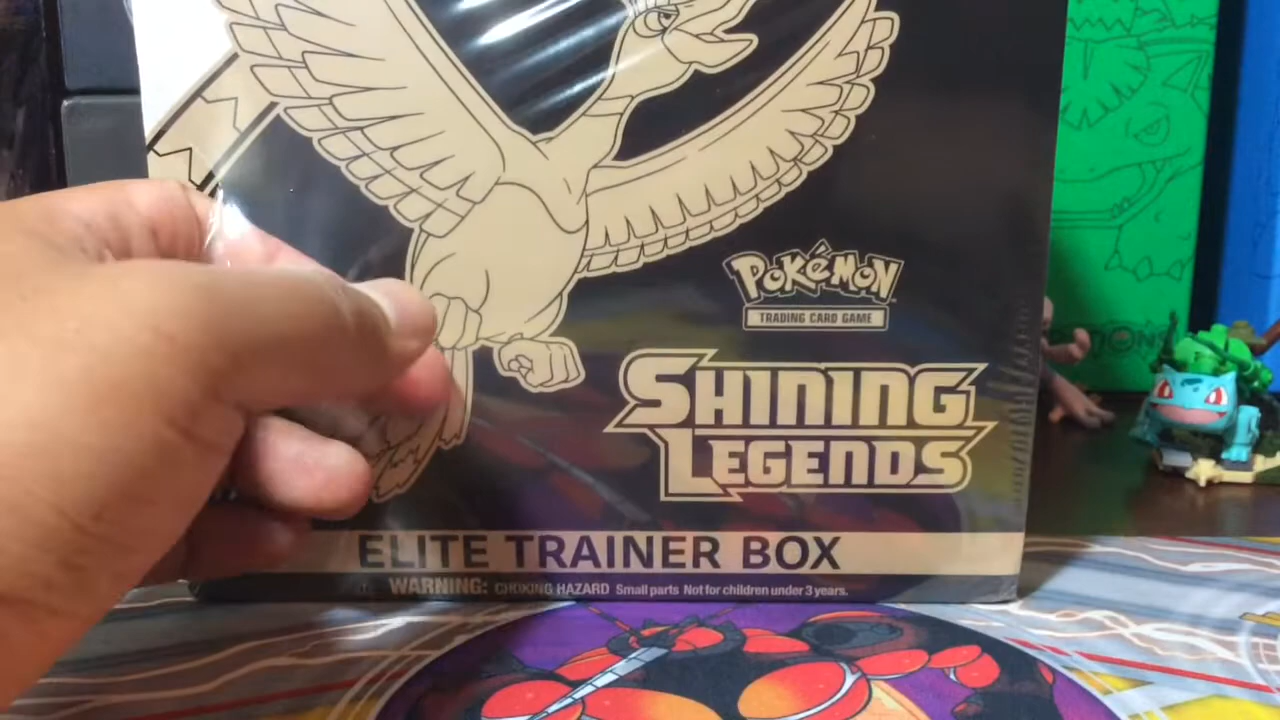 POKéMON
TRADING CARD GAME
SHINING
LEGENDS
ELITE TRAINER BOX
WARNING: CHOKING HAZARD Small parts Not for children under 3 years.